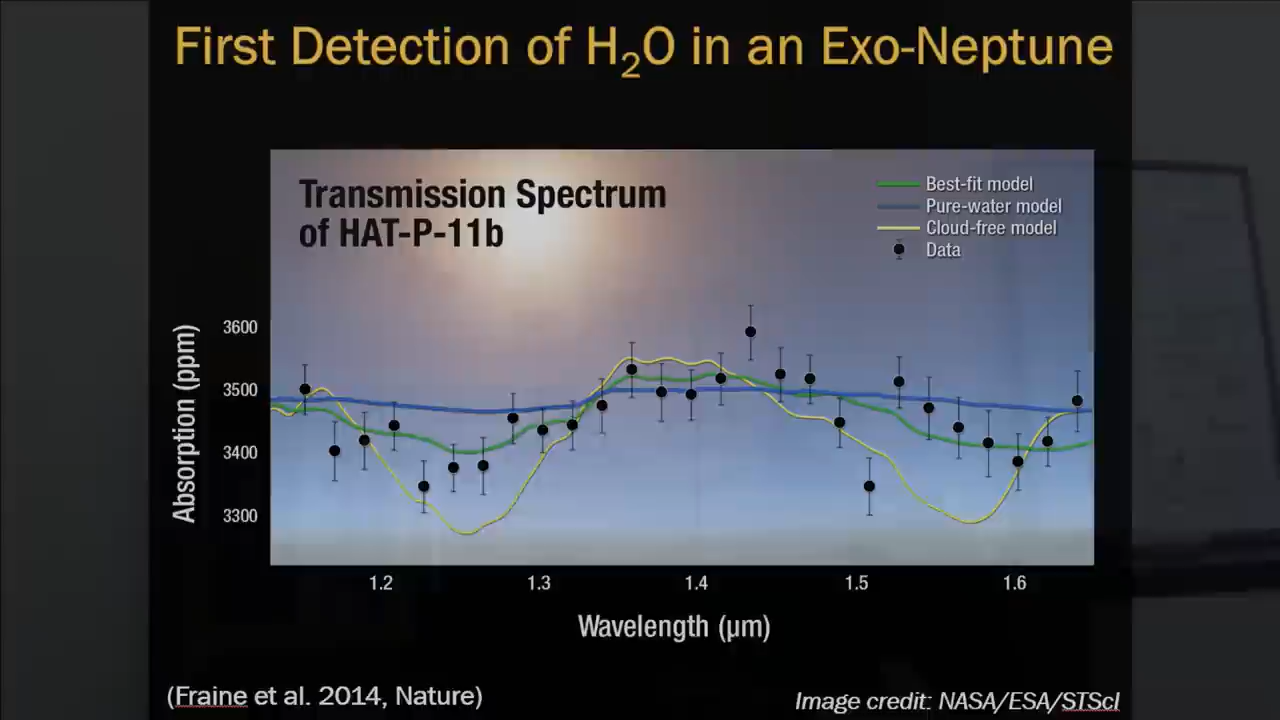 First Detection of H₂O in an Exo-Neptune
Transmission Spectrum
of HAT-P-11b
Best-fit model
Pure-water model
Cloud-free model
Data
Absorption (ppm)
3600
3500
3400
3300
1.2 1.3 1.4 1.5 1.6
Wavelength (μm)
(Fraine et al. 2014, Nature)
Image credit: NASA/ESA/STScI